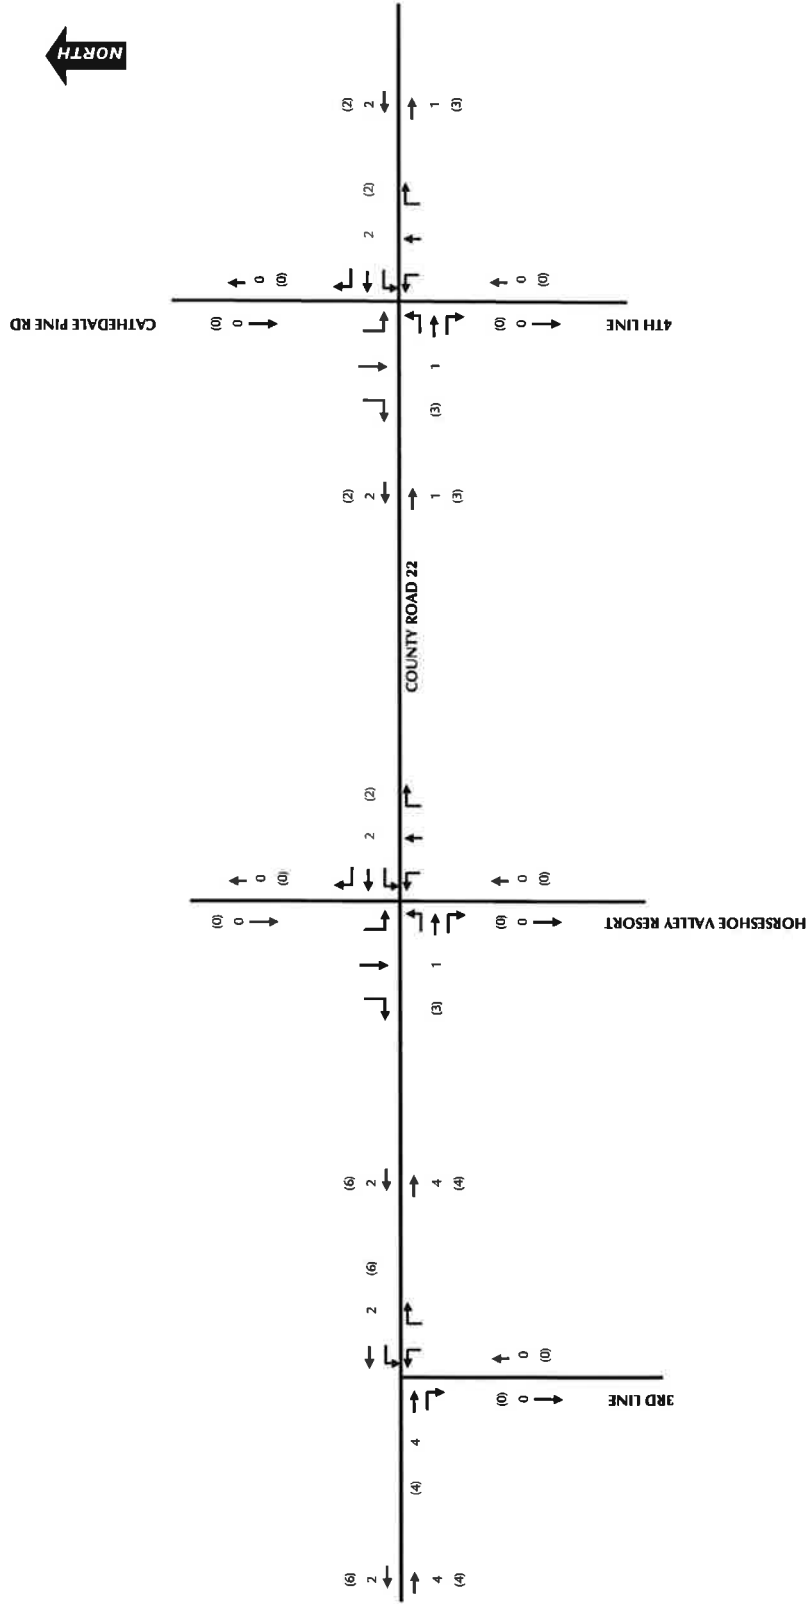 NORTH
(2) 2 1 (3)
(2)
2
0 (0) 0 (0)
CATHEDALE PINE RD
(0) 0 (0) 0
4TH LINE
1
(3)
(2) 2 1 (3)
COUNTY ROAD 22
(2)
2
0 (0) 0 (0)
(0) 0 (0) 0
HORSESHOE VALLEY RESORT
1
(3)
(6) 2 4 (4)
(6)
2
0 (0)
(0) 0
3RD LINE
4
(4)
(6) 2 4 (4)